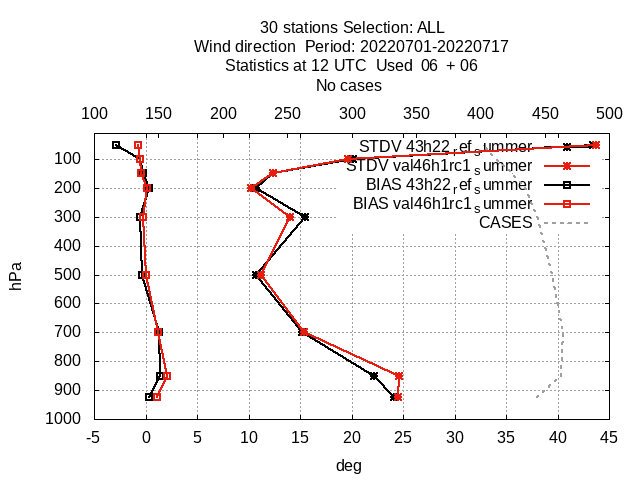 30 stations Selection: ALL
Wind direction  Period: 20220701-20220717
Statistics at 12 UTC  Used  06  + 06
No cases
100 150 200 250 300 350 400 450 500
STDV 43h22_ref_summer
STDV val46h1rc1_summer
BIAS 43h22_ref_summer
BIAS val46h1rc1_summer
CASES
hPa
100
200
300
400
500
600
700
800
900
1000
-5 0 5 10 15 20 25 30 35 40 45
deg